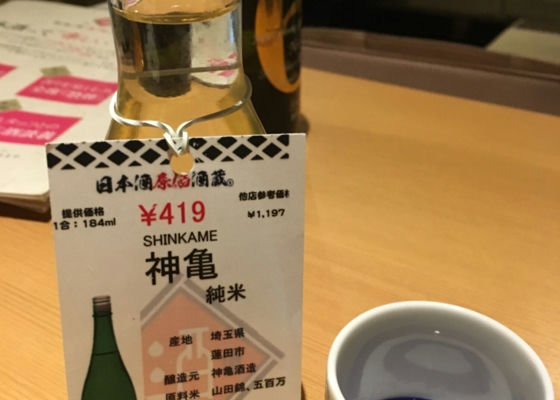 日本酒原価酒蔵®
提供価格
1合：184ml
¥419
他店参考価格
¥1,197
SHINKAME
神亀
純米
酒
産地 埼玉県
蓮田市
醸造元 神亀酒造
原料米 山田錦、五百万